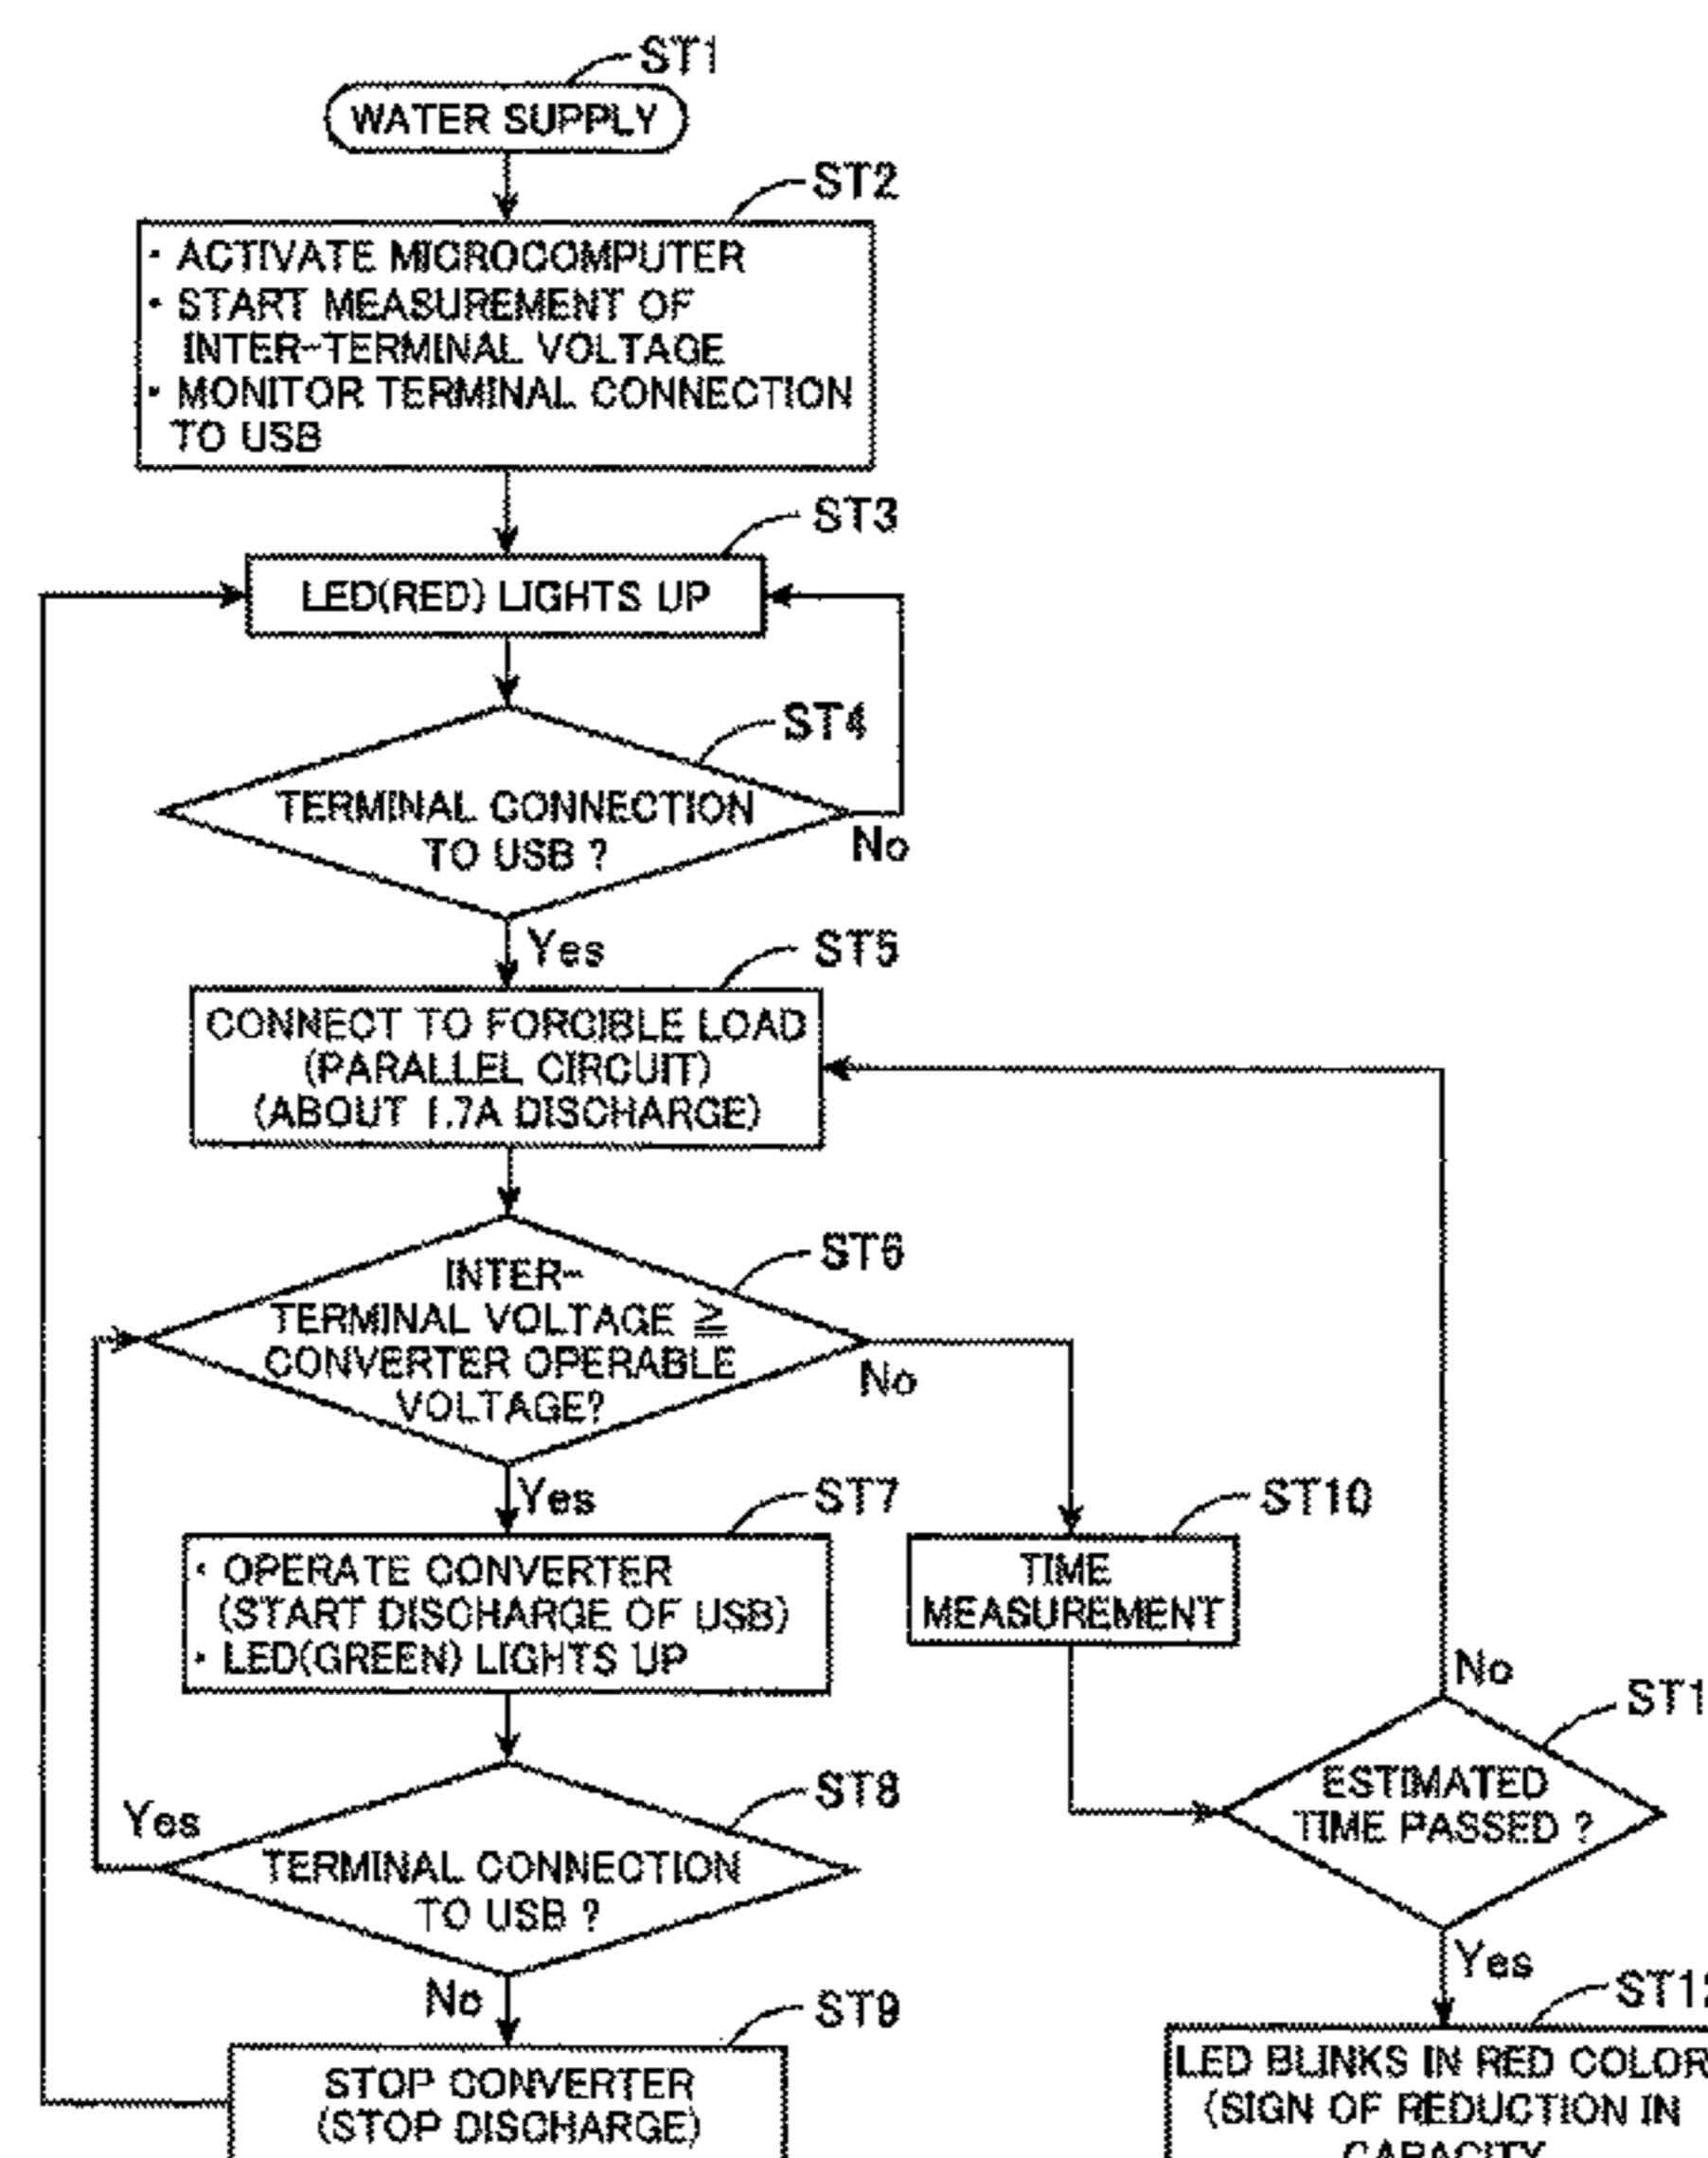 ST1
WATER SUPPLY
ST2
・ACTIVATE MICROCOMPUTER
・START MEASUREMENT OF
INTER-TERMINAL VOLTAGE
・MONITOR TERMINAL CONNECTION
TO USB
ST3
LED(RED) LIGHTS UP
ST4
TERMINAL CONNECTION
TO USB ?
No
Yes
ST5
CONNECT TO FORCIBLE LOAD
(PARALLEL CIRCUIT)
(ABOUT 1.7A DISCHARGE)
ST6
INTER-
TERMINAL VOLTAGE ≧
CONVERTER OPERABLE
VOLTAGE?
No
Yes
ST7
・OPERATE CONVERTER
(START DISCHARGE OF USB)
・LED(GREEN) LIGHTS UP
ST10
TIME
MEASUREMENT
No
ST1
ESTIMATED
TIME PASSED ?
Yes
ST8
Yes
TERMINAL CONNECTION
TO USB ?
No
ST9
STOP CONVERTER
(STOP DISCHARGE)
ST12
LED BLINKS IN RED COLOR
(SIGN OF REDUCTION IN
CAPACITY